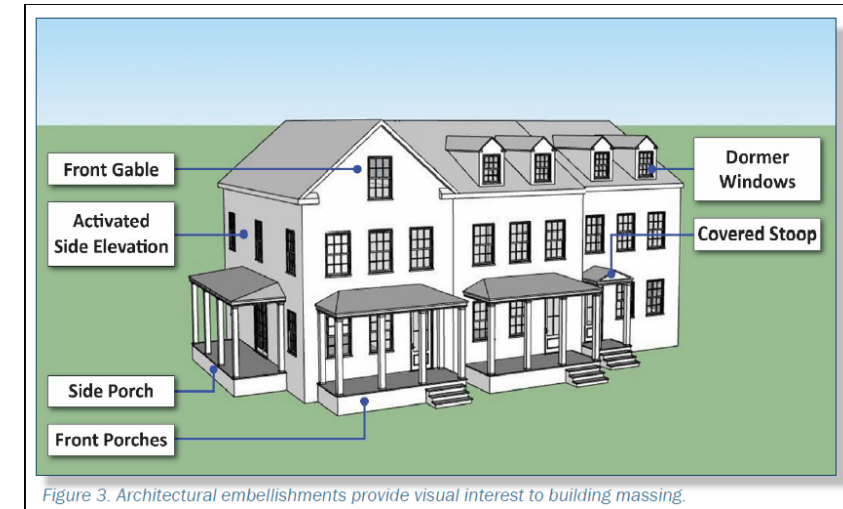 Front Gable
Activated
Side Elevation
Side Porch
Front Porches
Dormer
Windows
Covered Stoop
Figure 3. Architectural embellishments provide visual interest to building massing.